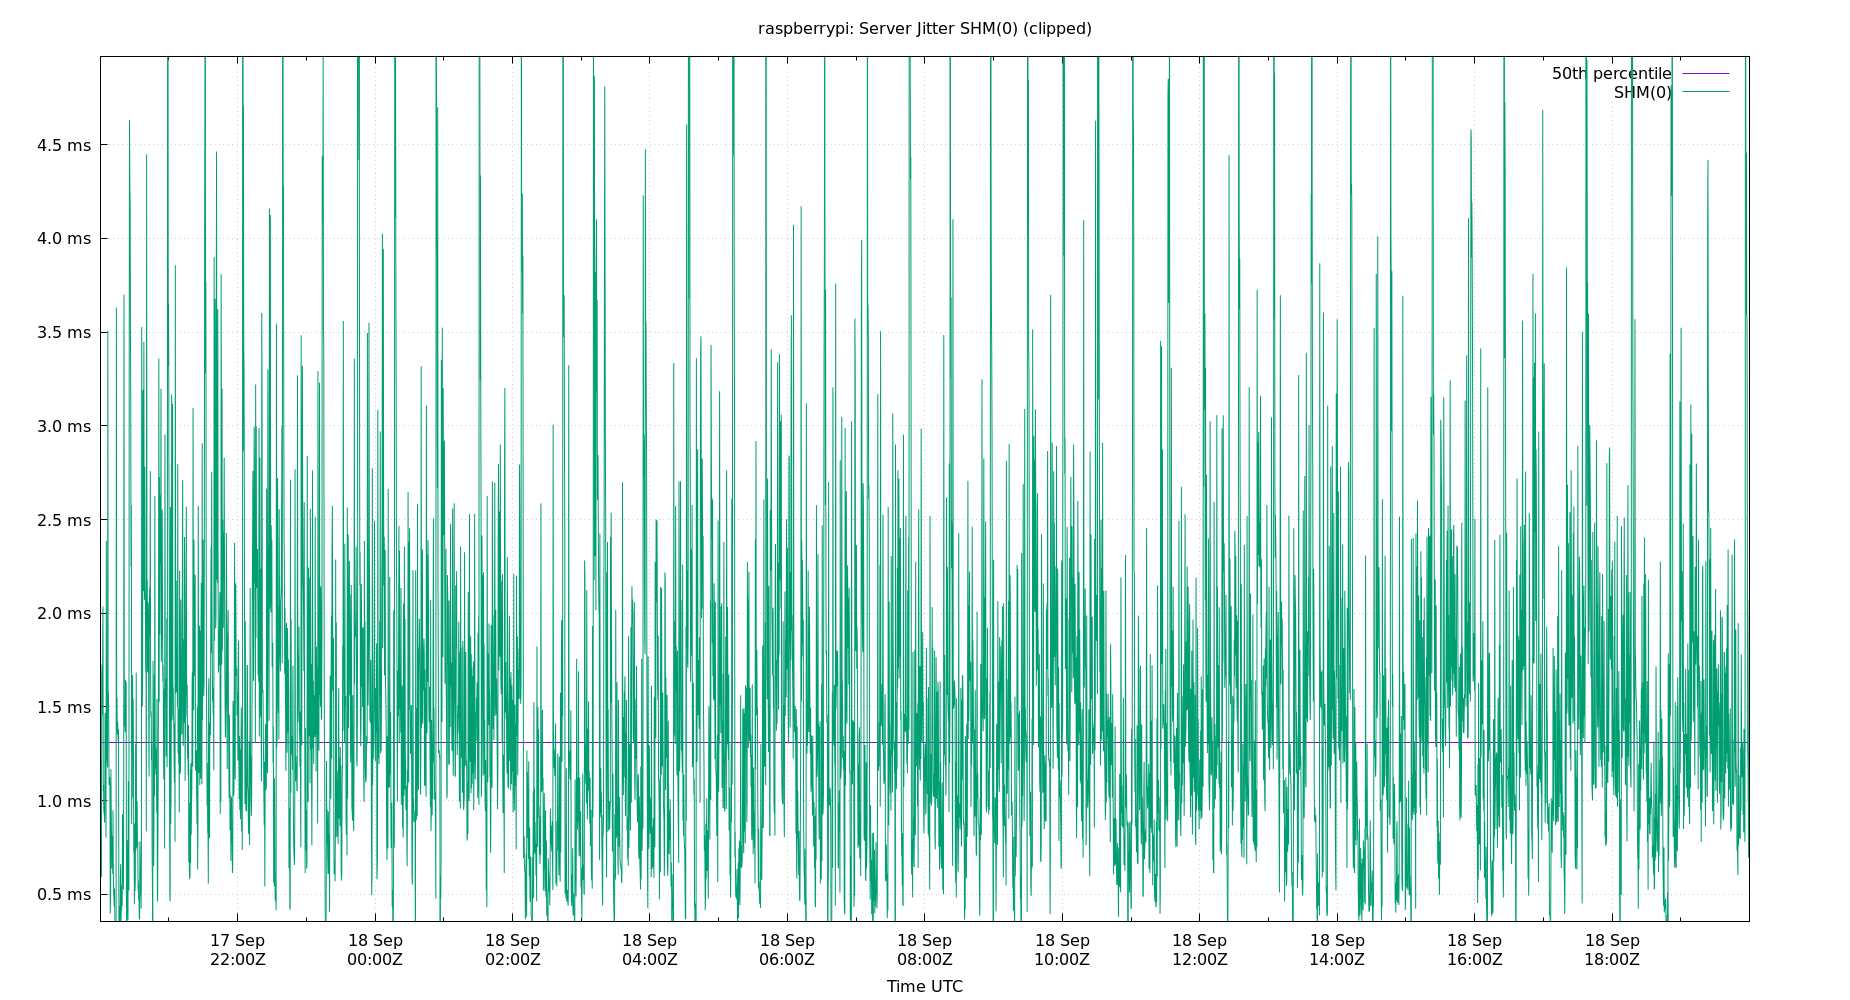 raspberrypi: Server Jitter SHM(0) (clipped)
50th percentile
SHM(0)
4.5 ms
4.0 ms
3.5 ms
3.0 ms
2.5 ms
2.0 ms
1.5 ms
1.0 ms
0.5 ms
17 Sep
22:00Z
18 Sep
00:00Z
18 Sep
02:00Z
18 Sep
04:00Z
18 Sep
06:00Z
18 Sep
08:00Z
18 Sep
10:00Z
18 Sep
12:00Z
18 Sep
14:00Z
18 Sep
16:00Z
18 Sep
18:00Z
Time UTC